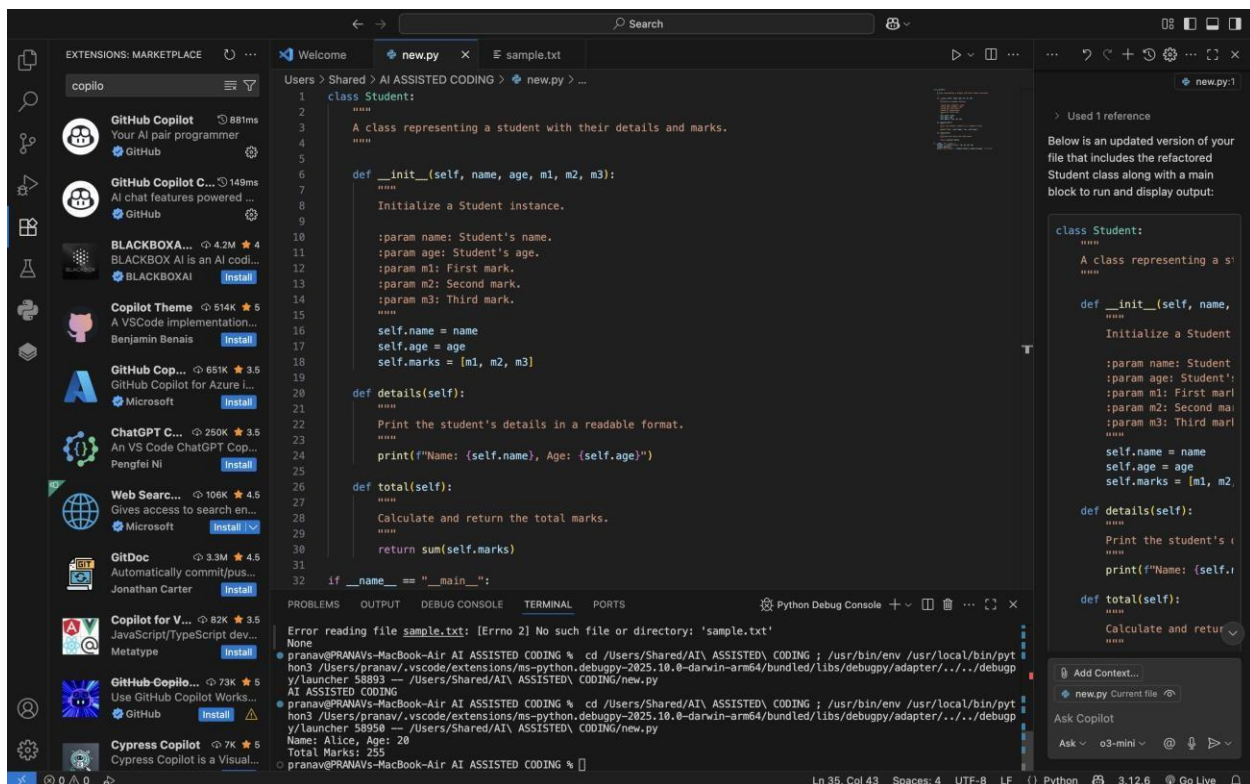 Search
EXTENSIONS: MARKETPLACE
copilo
GitHub Copilot 881ms
Your AI pair programmer
GitHub
GitHub Copilot C... 149ms
AI chat features powered ...
GitHub
BLACKBOXA... 4.2M ★ 4
BLACKBOX AI is an AI codi...
BLACKBOXAI Install
Copilot Theme 514K ★ 5
A VSCode implementation...
Benjamin Benais Install
GitHub Cop... 651K ★ 3.5
GitHub Copilot for Azure i...
Microsoft Install
ChatGPT C... 250K ★ 3.5
An VS Code ChatGPT Cop...
Pengfei Ni Install
Web Searc... 106K ★ 4.5
Gives access to search en...
Microsoft Install
GitDoc 3.3M ★ 4.5
Automatically commit/pus...
Jonathan Carter Install
Copilot for V... 82K ★ 3.5
JavaScript/TypeScript dev...
Metatype Install
GitHub Copilo... 73K ★ 5
Use GitHub Copilot Works...
GitHub Install
Cypress Copilot 7K ★ 5
Cypress Copilot is a Visual...
Welcome new.py sample.txt
Users > Shared > AI ASSISTED CODING > new.py > ...
1 class Student:
2 """
3 A class representing a student with their details and marks.
4 """
5
6 def __init__(self, name, age, m1, m2, m3):
7 """
8 Initialize a Student instance.
9
10 :param name: Student's name.
11 :param age: Student's age.
12 :param m1: First mark.
13 :param m2: Second mark.
14 :param m3: Third mark.
15 """
16 self.name = name
17 self.age = age
18 self.marks = [m1, m2, m3]
19
20 def details(self):
21 """
22 Print the student's details in a readable format.
23 """
24 print(f"Name: {self.name}, Age: {self.age}")
25
26 def total(self):
27 """
28 Calculate and return the total marks.
29 """
30 return sum(self.marks)
31
32 if __name__ == "__main__":
PROBLEMS OUTPUT DEBUG CONSOLE TERMINAL PORTS Python Debug Console
Error reading file sample.txt: [Errno 2] No such file or directory: 'sample.txt'
None
pranav@PRANAVs-MacBook-Air AI ASSISTED CODING % cd /Users/Shared/AI\ ASSISTED\ CODING ; /usr/bin/env /usr/local/bin/pyt
hon3 /Users/pranav/.vscode/extensions/ms-python.debugpy-2025.10.0-darwin-arm64/bundled/libs/debugpy/adapter/../../debugp
y/launcher 58893 -- /Users/Shared/AI\ ASSISTED\ CODING/new.py
AI ASSISTED CODING
pranav@PRANAVs-MacBook-Air AI ASSISTED CODING % cd /Users/Shared/AI\ ASSISTED\ CODING ; /usr/bin/env /usr/local/bin/pyt
hon3 /Users/pranav/.vscode/extensions/ms-python.debugpy-2025.10.0-darwin-arm64/bundled/libs/debugpy/adapter/../../debugp
y/launcher 58950 -- /Users/Shared/AI\ ASSISTED\ CODING/new.py
Name: Alice, Age: 20
Total Marks: 255
pranav@PRANAVs-MacBook-Air AI ASSISTED CODING %
new.py:1
> Used 1 reference
Below is an updated version of your
file that includes the refactored
Student class along with a main
block to run and display output:
class Student:
"""
A class representing a st
"""
def __init__(self, name,
"""
Initialize a Student
:param name: Student
:param age: Student's
:param m1: First mark
:param m2: Second mar
:param m3: Third mark
"""
self.name = name
self.age = age
self.marks = [m1, m2,
def details(self):
"""
Print the student's d
"""
print(f"Name: {self.n
def total(self):
"""
Calculate and retur
"""
Add Context...
new.py Current file
Ask Copilot
Ask o3-mini @
0 0 Ln 35, Col 43 Spaces: 4 UTF-8 LF {} Python 3.12.6 Go Live